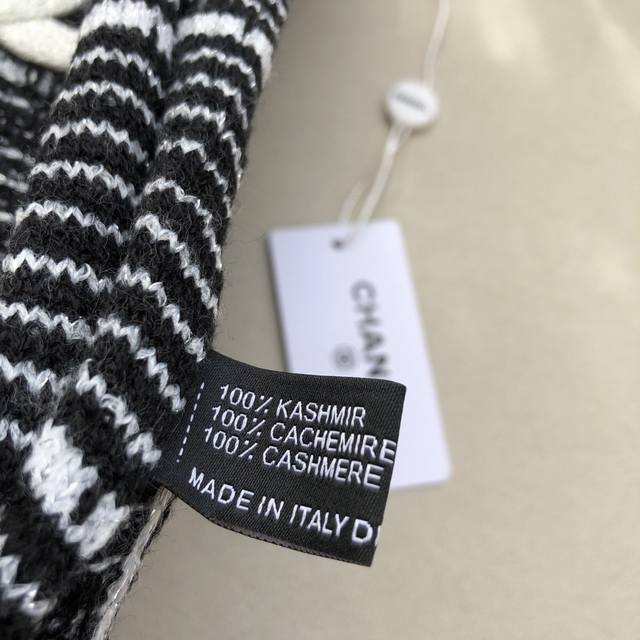 CHAN
100% KASHMIR
100% CACHEMIRE
100% CASHMERE
MADE IN ITALY